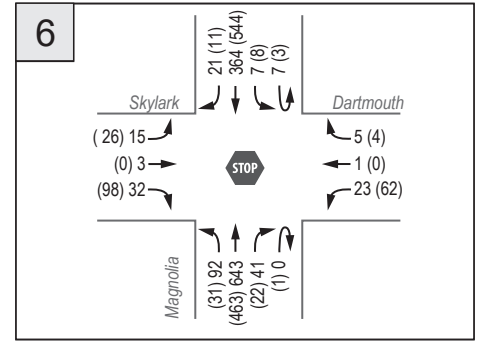 6
21 (11)
364 (544)
7 (8)
7 (3)
Skylark
Dartmouth
( 26) 15
(0) 3
(98) 32
STOP
5 (4)
1 (0)
23 (62)
Magnolia
(31) 92
(463) 643
(22) 41
(1) 0